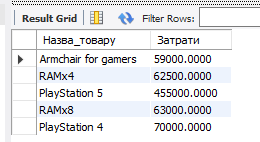 Result Grid Filter Rows:
Назва_товару Затрати
Armchair for gamers 59000.0000
RAMx4 62500.0000
PlayStation 5 455000.0000
RAMx8 63000.0000
PlayStation 4 70000.0000